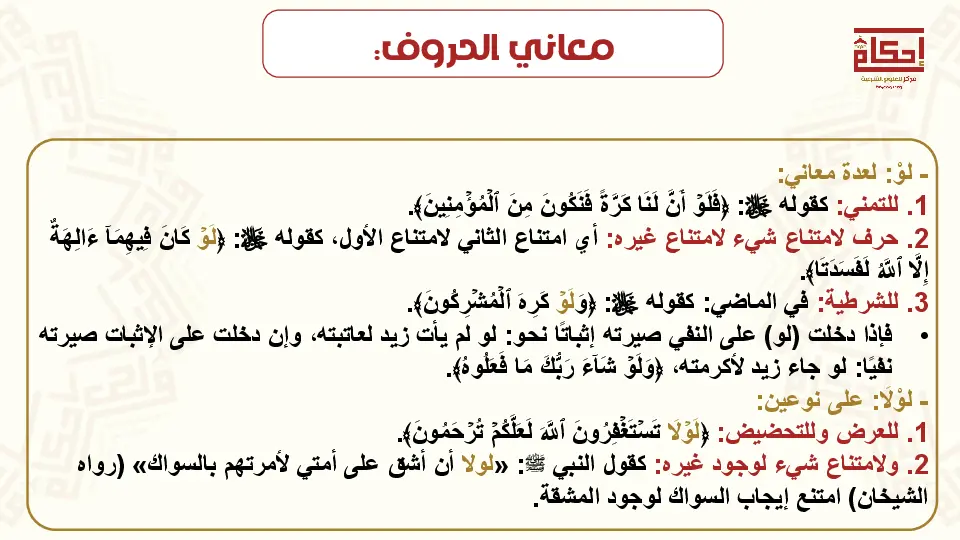 معاني الحروف:
إحكام
مركز للعلوم الشرعية
- لوْ: لعدة معاني:
1. للتمني: كقوله ﷻ: ﴿فَلَوۡ أَنَّ لَنَا كَرَّةً فَنَكُونَ مِنَ ٱلۡمُؤۡمِنِينَ﴾.
2. حرف لامتناع شيء لامتناع غيره: أي امتناع الثاني لامتناع الأول، كقوله ﷻ: ﴿لَوۡ كَانَ فِيهِمَآ ءَالِهَةٌ
إِلَّا ٱللَّهُ لَفَسَدَتَا﴾.
3. للشرطية: في الماضي: كقوله ﷻ: ﴿وَلَوۡ كَرِهَ ٱلۡمُشۡرِكُونَ﴾.
• فإذا دخلت (لو) على النفي صيرته إثباتًا نحو: لو لم يأت زيد لعاتبته، وإن دخلت على الإثبات صيرته
نفيًا: لو جاء زيد لأكرمته، ﴿وَلَوۡ شَآءَ رَبُّكَ مَا فَعَلُوهُ﴾.
- لوْلَا: على نوعين:
1. للعرض وللتحضيض: ﴿لَوۡلَا تَسۡتَغۡفِرُونَ ٱللَّهَ لَعَلَّكُمۡ تُرۡحَمُونَ﴾.
2. ولامتناع شيء لوجود غيره: كقول النبي ﷺ: «لولا أن أشق على أمتي لأمرتهم بالسواك» (رواه
الشيخان) امتنع إيجاب السواك لوجود المشقة.